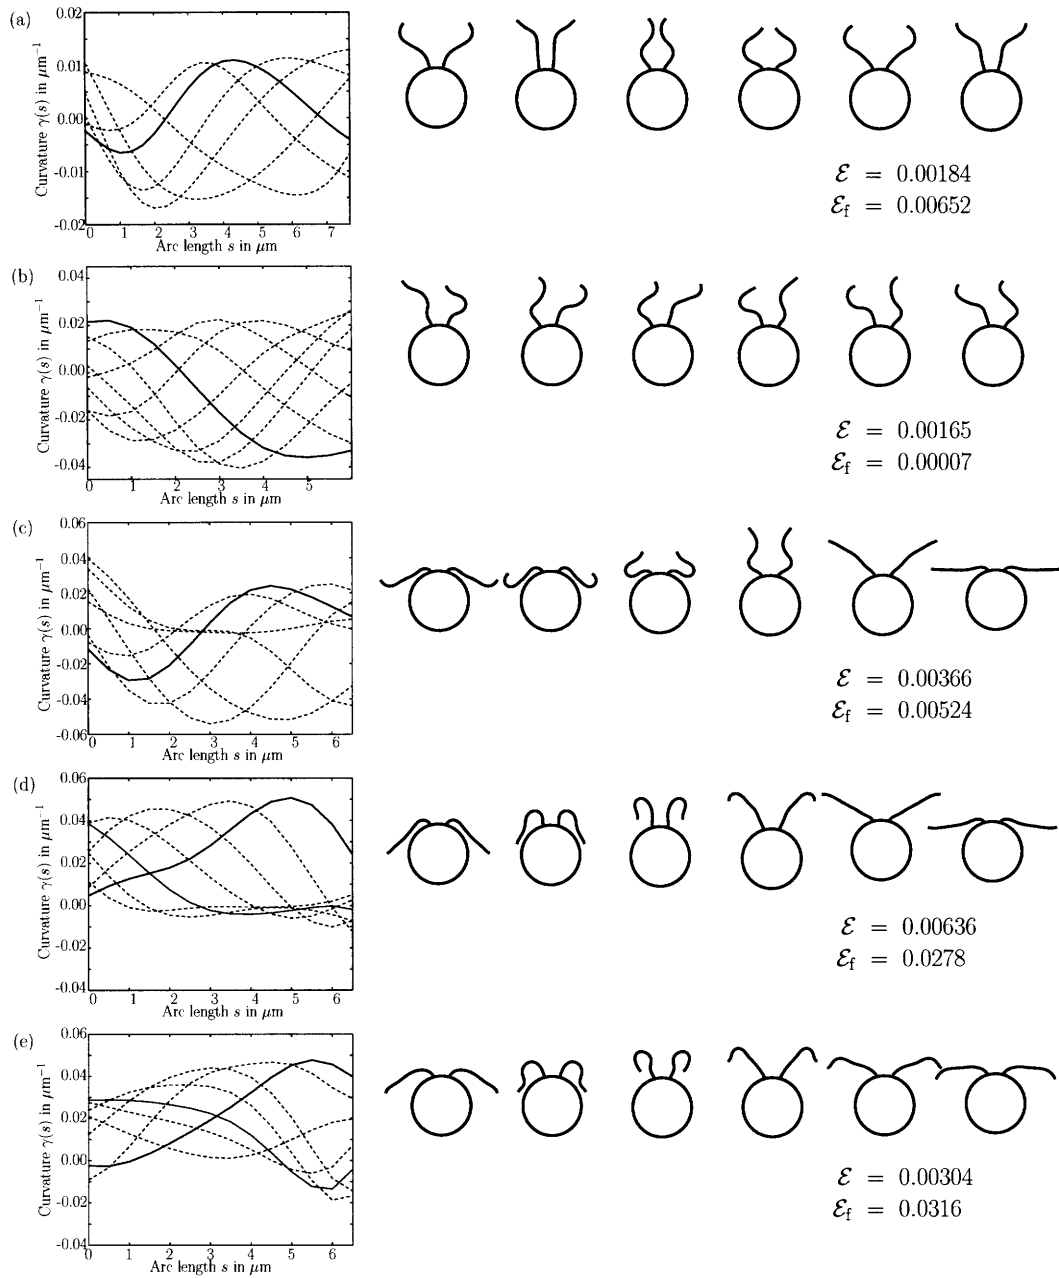 (a)
0.02
0.01
0.00
-0.01
-0.02
Curvature γ(s) in μm⁻¹
0 1 2 3 4 5 6 7
Arc length s in μm
ℰ = 0.00184
ℰf = 0.00652
(b)
0.04
0.02
0.00
-0.02
-0.04
Curvature γ(s) in μm⁻¹
0 1 2 3 4 5
Arc length s in μm
ℰ = 0.00165
ℰf = 0.00007
(c)
0.06
0.04
0.02
0.00
-0.02
-0.04
-0.06
Curvature γ(s) in μm⁻¹
0 1 2 3 4 5 6
Arc length s in μm
ℰ = 0.00366
ℰf = 0.00524
(d)
0.06
0.04
0.02
0.00
-0.02
-0.04
Curvature γ(s) in μm⁻¹
0 1 2 3 4 5 6
Arc length s in μm
ℰ = 0.00636
ℰf = 0.0278
(e)
0.06
0.04
0.02
0.00
-0.02
-0.04
Curvature γ(s) in μm⁻¹
0 1 2 3 4 5 6
Arc length s in μm
ℰ = 0.00304
ℰf = 0.0316